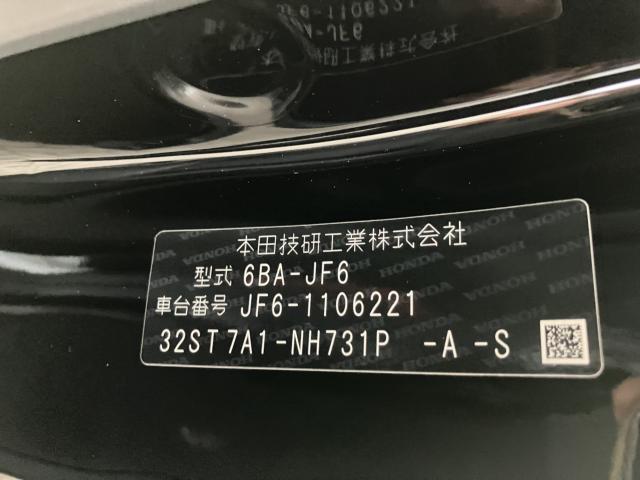 本田技研工業株式会社
型式 6BA-JF6
車台番号 JF6-1106221
32ST7A1-NH731P -A -S